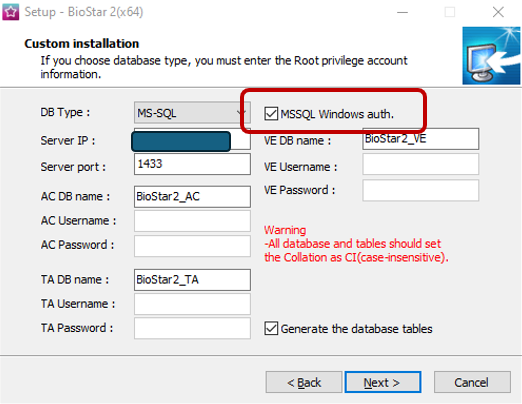 Setup - BioStar 2(x64)
Custom installation
If you choose database type, you must enter the Root privilege account
information.
DB Type : MS-SQL MSSQL Windows auth.
Server IP : VE DB name : BioStar2_VE
Server port : 1433 VE Username :
AC DB name : BioStar2_AC VE Password :
AC Username :
AC Password :
Warning
-All database and tables should set
the Collation as CI(case-insensitive).
TA DB name : BioStar2_TA
TA Username :
TA Password : Generate the database tables
< Back Next > Cancel